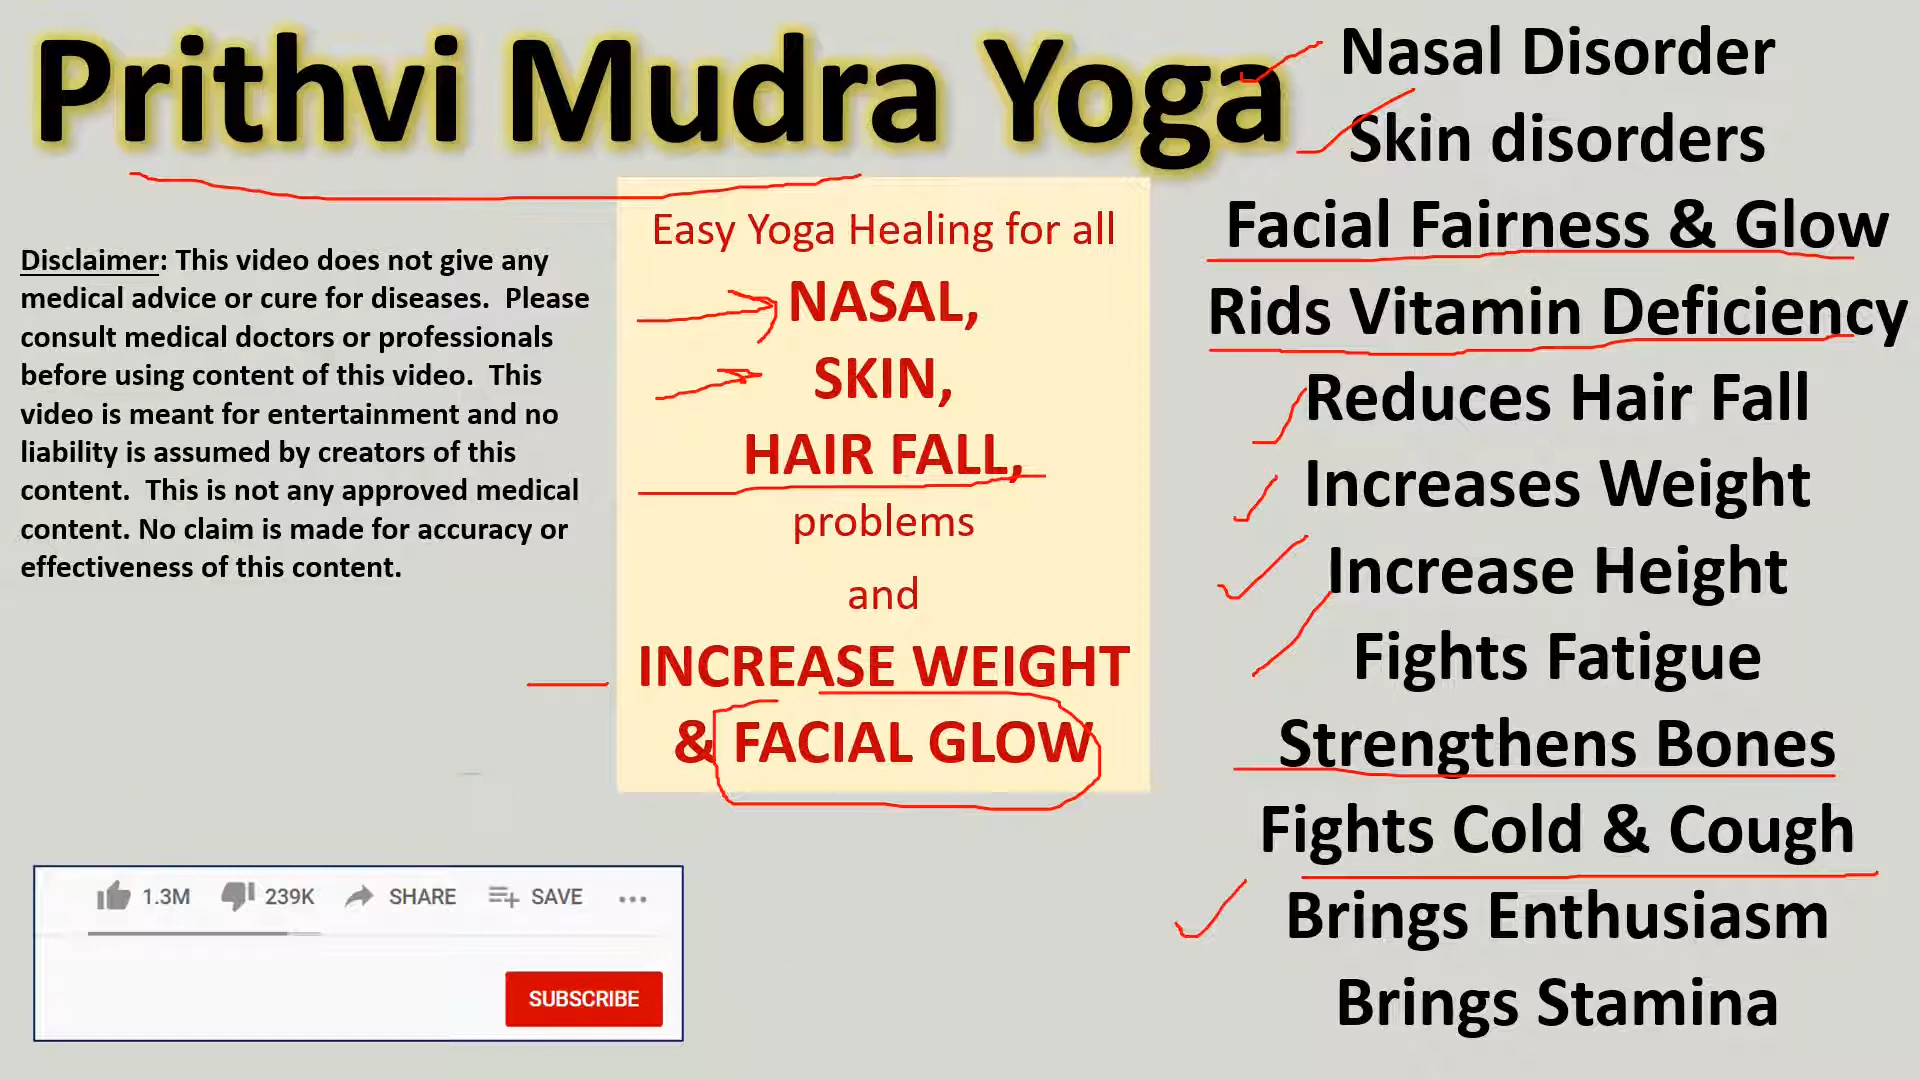 Prithvi Mudra Yoga
Disclaimer: This video does not give any
medical advice or cure for diseases.  Please
consult medical doctors or professionals
before using content of this video.  This
video is meant for entertainment and no
liability is assumed by creators of this
content.  This is not any approved medical
content. No claim is made for accuracy or
effectiveness of this content.
Easy Yoga Healing for all
NASAL,
SKIN,
HAIR FALL,
problems
and
INCREASE WEIGHT
& FACIAL GLOW
Nasal Disorder
Skin disorders
Facial Fairness & Glow
Rids Vitamin Deficiency
Reduces Hair Fall
Increases Weight
Increase Height
Fights Fatigue
Strengthens Bones
Fights Cold & Cough
Brings Enthusiasm
Brings Stamina
1.3M 239K SHARE SAVE
SUBSCRIBE